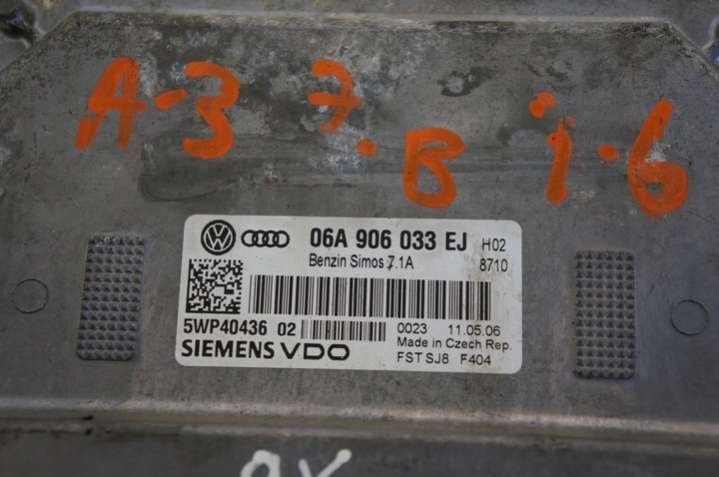 A-3 7.B 1.6
06A 906 033 EJ H02
Benzin Simos 7.1A 8710
5WP40436 02 0023 11.05.06
Made in Czech Rep.
SIEMENS VDO FST SJ8 F404